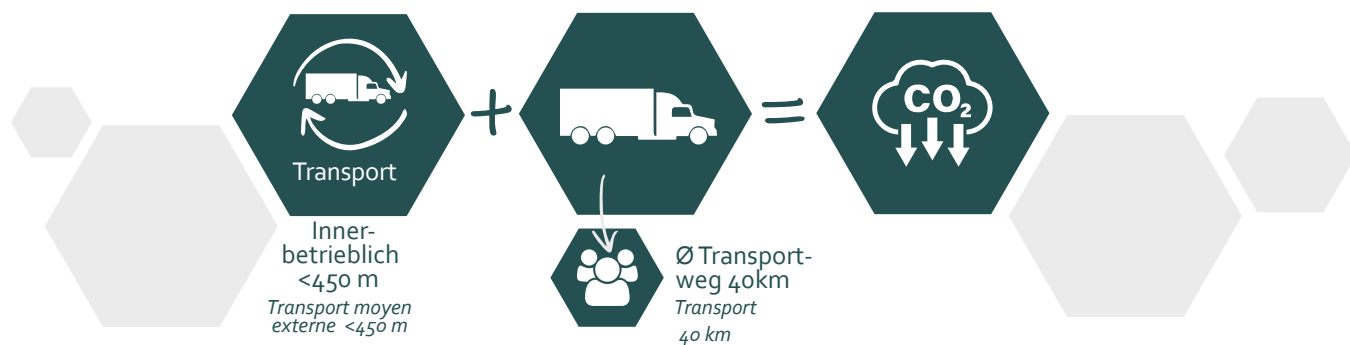 Transport
Inner-
betrieblich
<450 m
Transport moyen
externe <450 m
+
Ø Transport-
weg 40km
Transport
40 km
=
CO₂